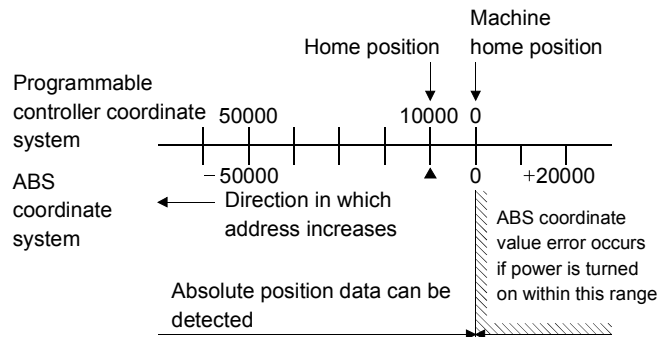 Machine
home position
Home position
Programmable
controller coordinate
system
50000
10000
0
ABS
coordinate
system
−50000
0
+20000
Direction in which
address increases
ABS coordinate
value error occurs
if power is turned
on within this range
Absolute position data can be
detected